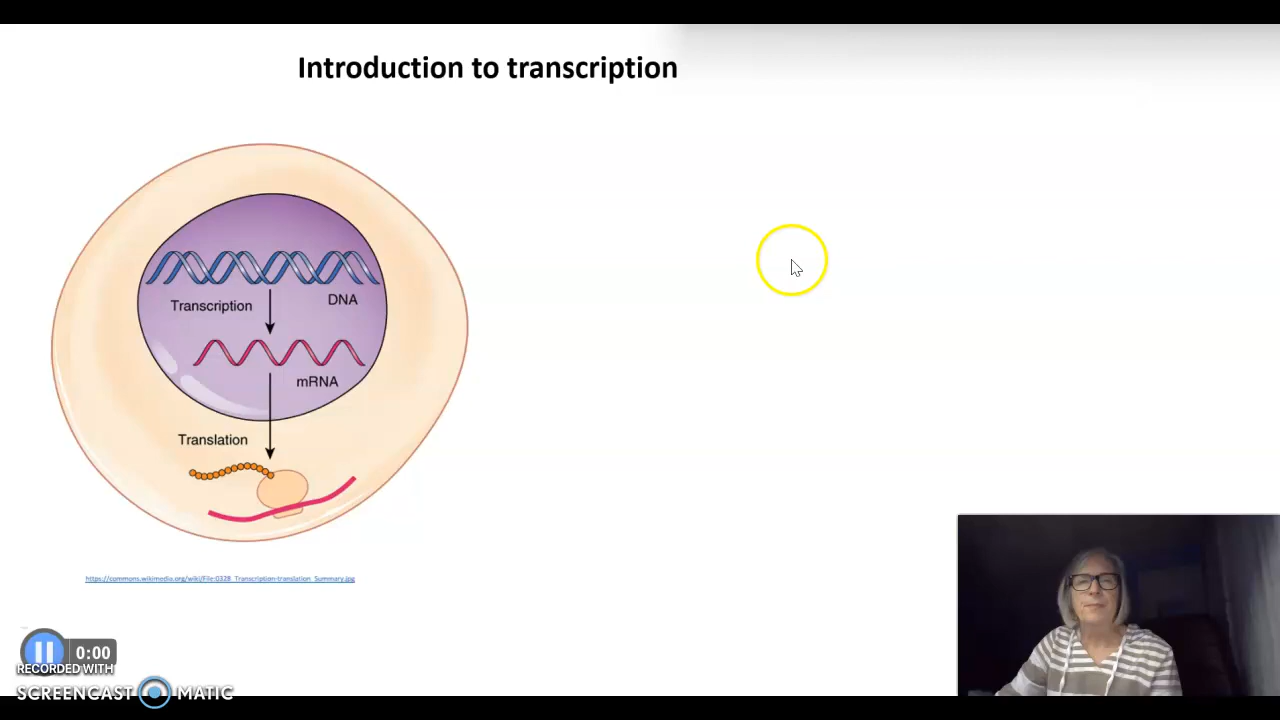 Introduction to transcription
Transcription
DNA
mRNA
Translation
https://commons.wikimedia.org/wiki/File:0328_Transcription-translation_Summary.jpg
0:00
RECORDED WITH
SCREENCAST MATIC